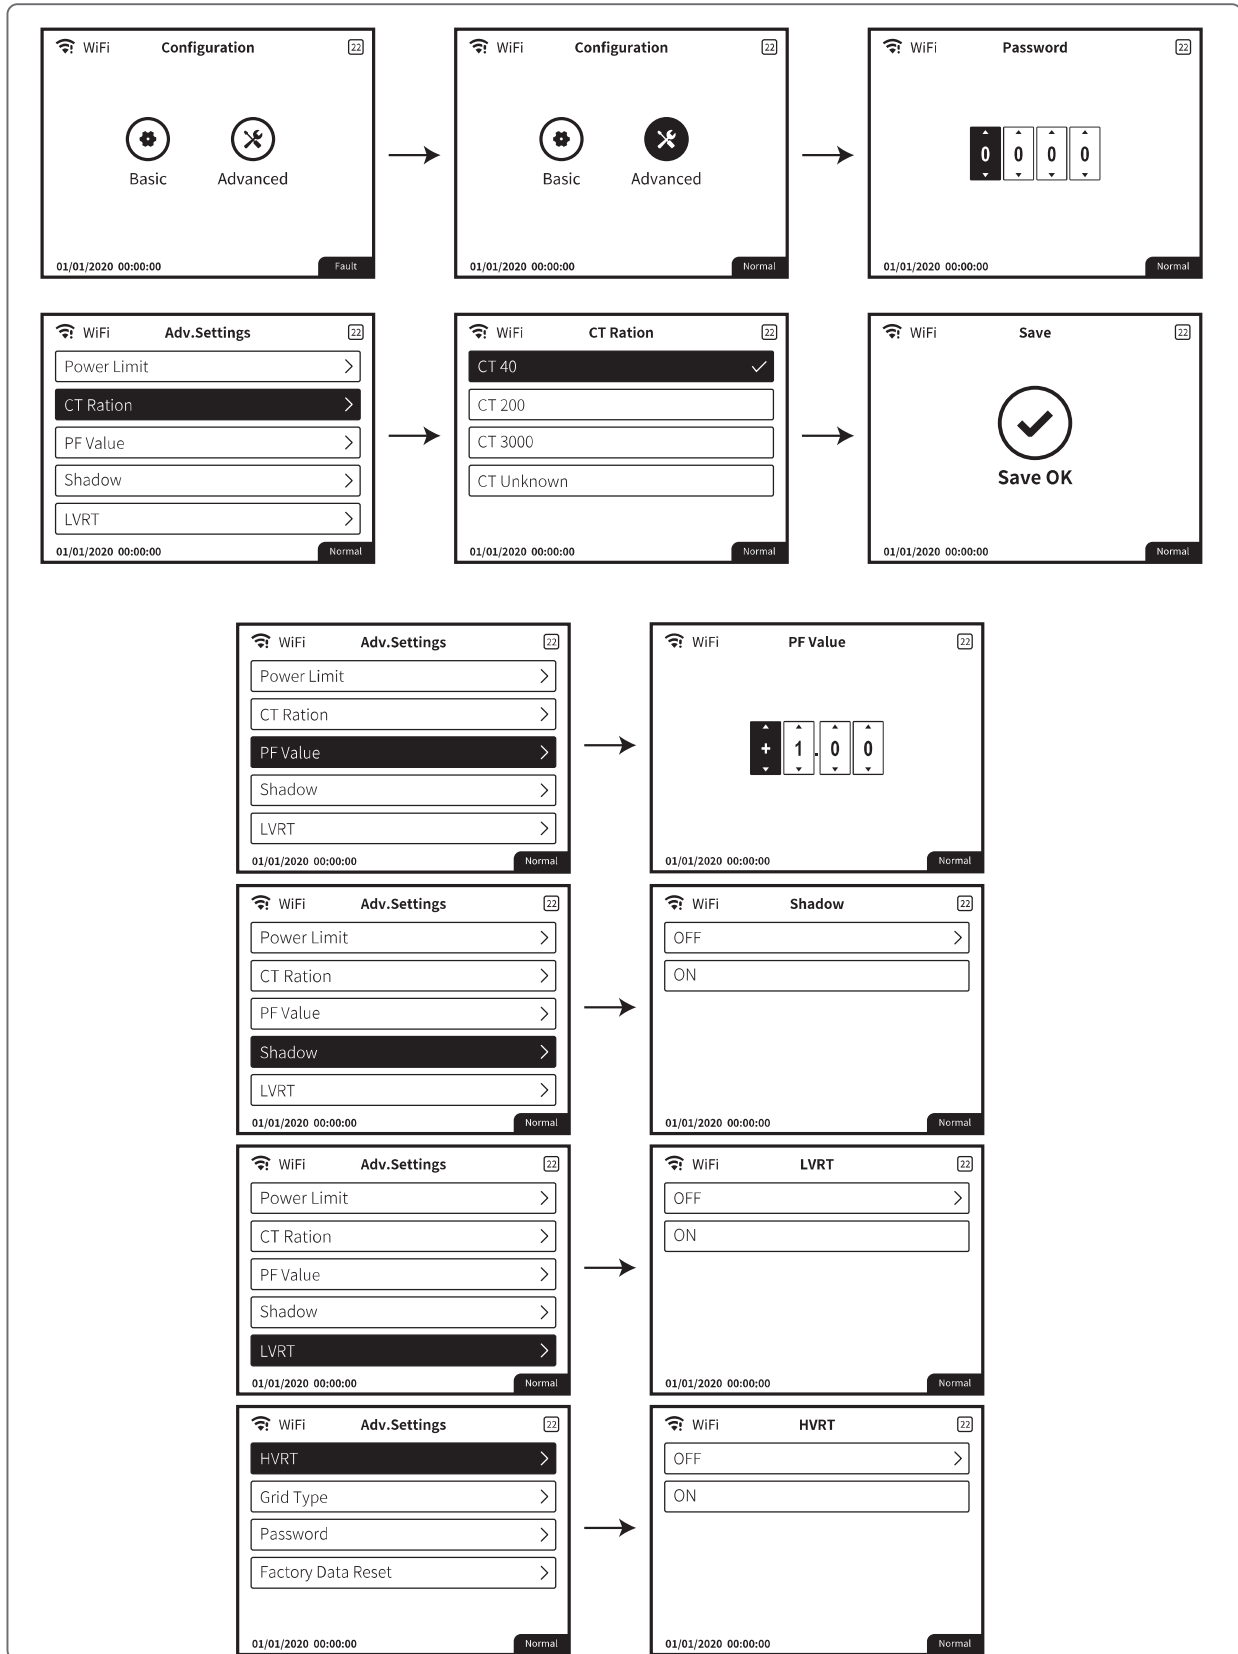 WiFi Configuration 22
Basic Advanced
01/01/2020 00:00:00 Fault
WiFi Configuration 22
Basic Advanced
01/01/2020 00:00:00 Normal
WiFi Password 22
0 0 0 0
01/01/2020 00:00:00 Normal
WiFi Adv.Settings 22
Power Limit
CT Ration
PF Value
Shadow
LVRT
01/01/2020 00:00:00 Normal
WiFi CT Ration 22
CT 40
CT 200
CT 3000
CT Unknown
01/01/2020 00:00:00 Normal
WiFi Save 22
Save OK
01/01/2020 00:00:00 Normal
WiFi Adv.Settings 22
Power Limit
CT Ration
PF Value
Shadow
LVRT
01/01/2020 00:00:00 Normal
WiFi PF Value 22
+ 1 . 0 0
01/01/2020 00:00:00 Normal
WiFi Adv.Settings 22
Power Limit
CT Ration
PF Value
Shadow
LVRT
01/01/2020 00:00:00 Normal
WiFi Shadow 22
OFF
ON
01/01/2020 00:00:00 Normal
WiFi Adv.Settings 22
Power Limit
CT Ration
PF Value
Shadow
LVRT
01/01/2020 00:00:00 Normal
WiFi LVRT 22
OFF
ON
01/01/2020 00:00:00 Normal
WiFi Adv.Settings 22
HVRT
Grid Type
Password
Factory Data Reset
01/01/2020 00:00:00 Normal
WiFi HVRT 22
OFF
ON
01/01/2020 00:00:00 Normal